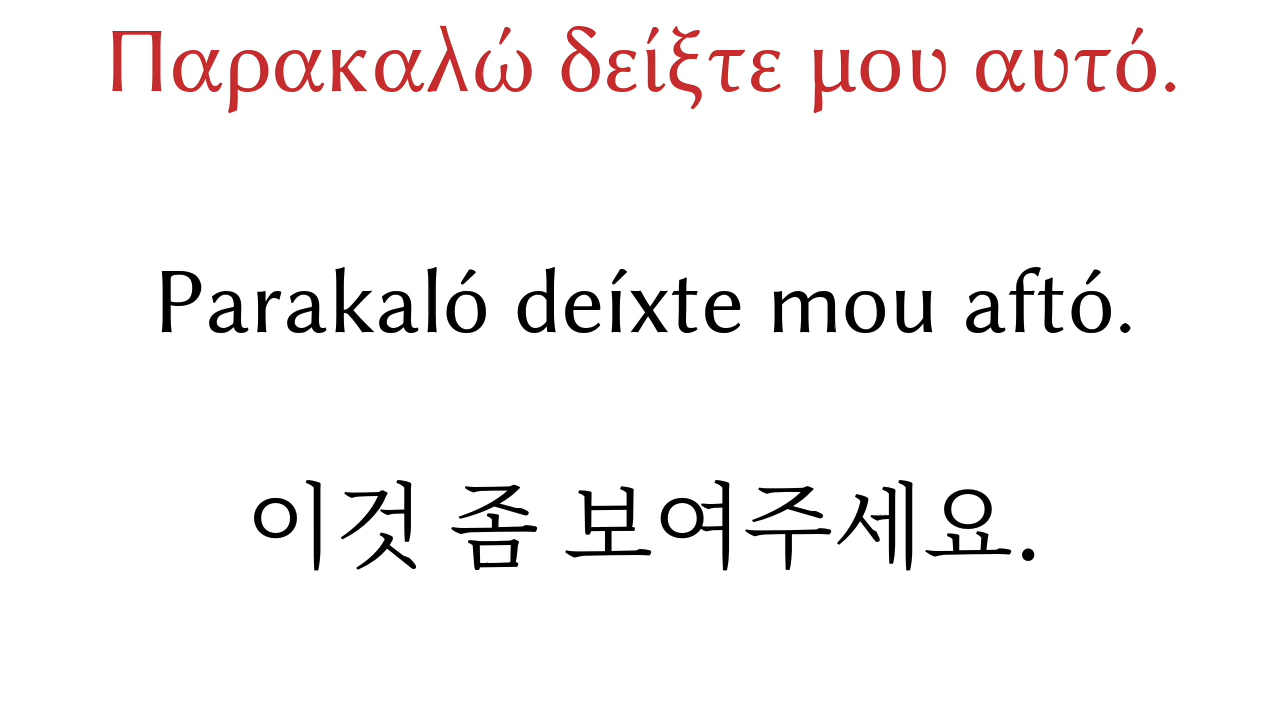 Παρακαλώ δείξτε μου αυτό.
Parakaló deíxte mou aftó.
이것 좀 보여주세요.